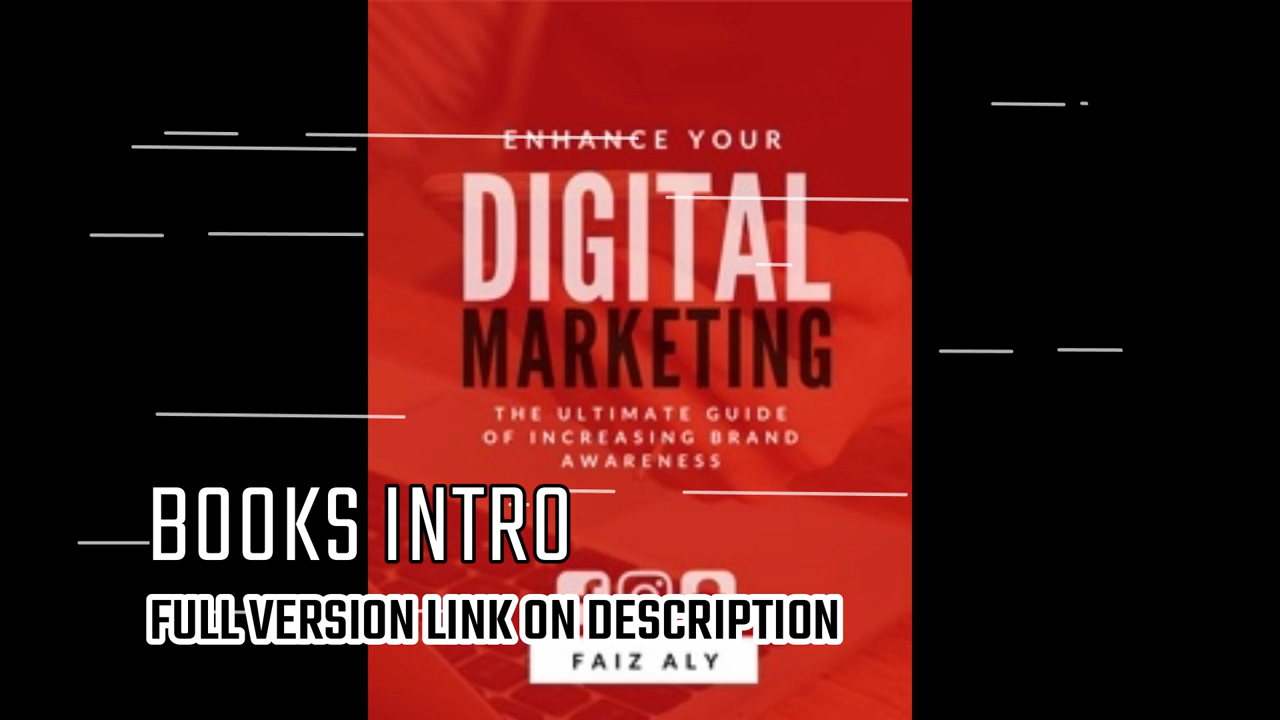 ENHANCE YOUR
DIGITAL
MARKETING
THE ULTIMATE GUIDE
OF INCREASING BRAND
AWARENESS
BOOKS INTRO
FULL VERSION LINK ON DESCRIPTION
FAIZ ALY